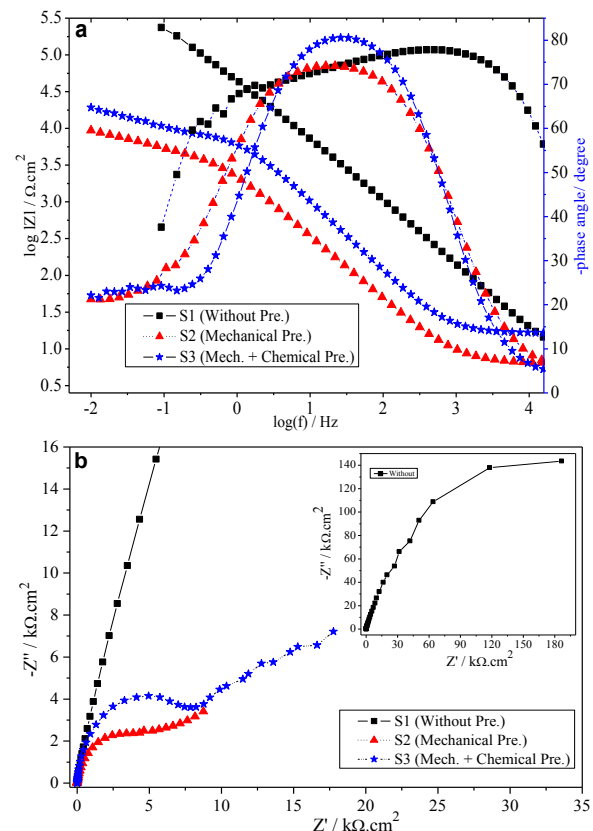 a
5.5
5.0
4.5
4.0
3.5
3.0
2.5
2.0
1.5
1.0
0.5
log |Z| / Ω.cm²
80
70
60
50
40
30
20
10
0
-phase angle/ degree
S1 (Without Pre.)
S2 (Mechanical Pre.)
S3 (Mech. + Chemical Pre.)
-2 -1 0 1 2 3 4
log(f) / Hz
b
16
14
12
10
8
6
4
2
0
-Z'' / kΩ.cm²
Without
140
120
100
80
60
40
20
0
-Z'' / kΩ.cm²
0 30 60 90 120 150 180
Z' / kΩ.cm²
S1 (Without Pre.)
S2 (Mechanical Pre.)
S3 (Mech. + Chemical Pre.)
0 5 10 15 20 25 30 35
Z' / kΩ.cm²